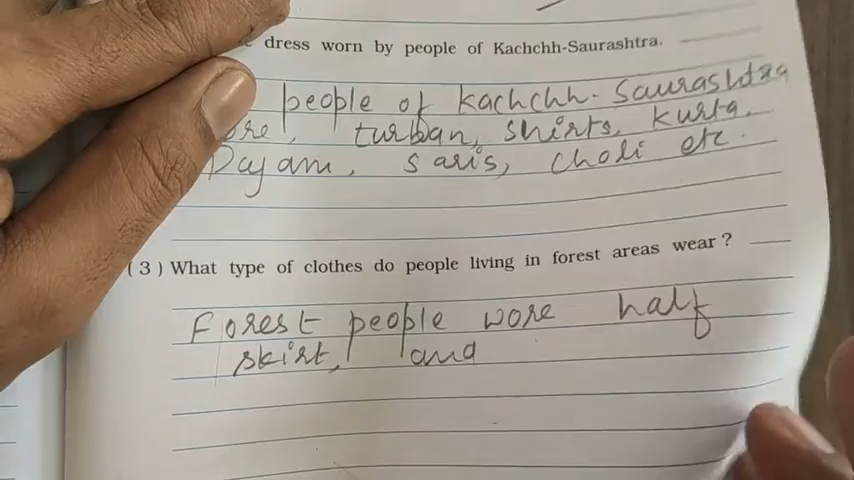 dress worn by people of Kachchh-Saurashtra.
people of Kachchh-Saurashtra
ore, turban, shirts, kurta,
Pajam, saris, choli etc.
(3) What type of clothes do people living in forest areas wear ?
Forest people wore half
skirt, and